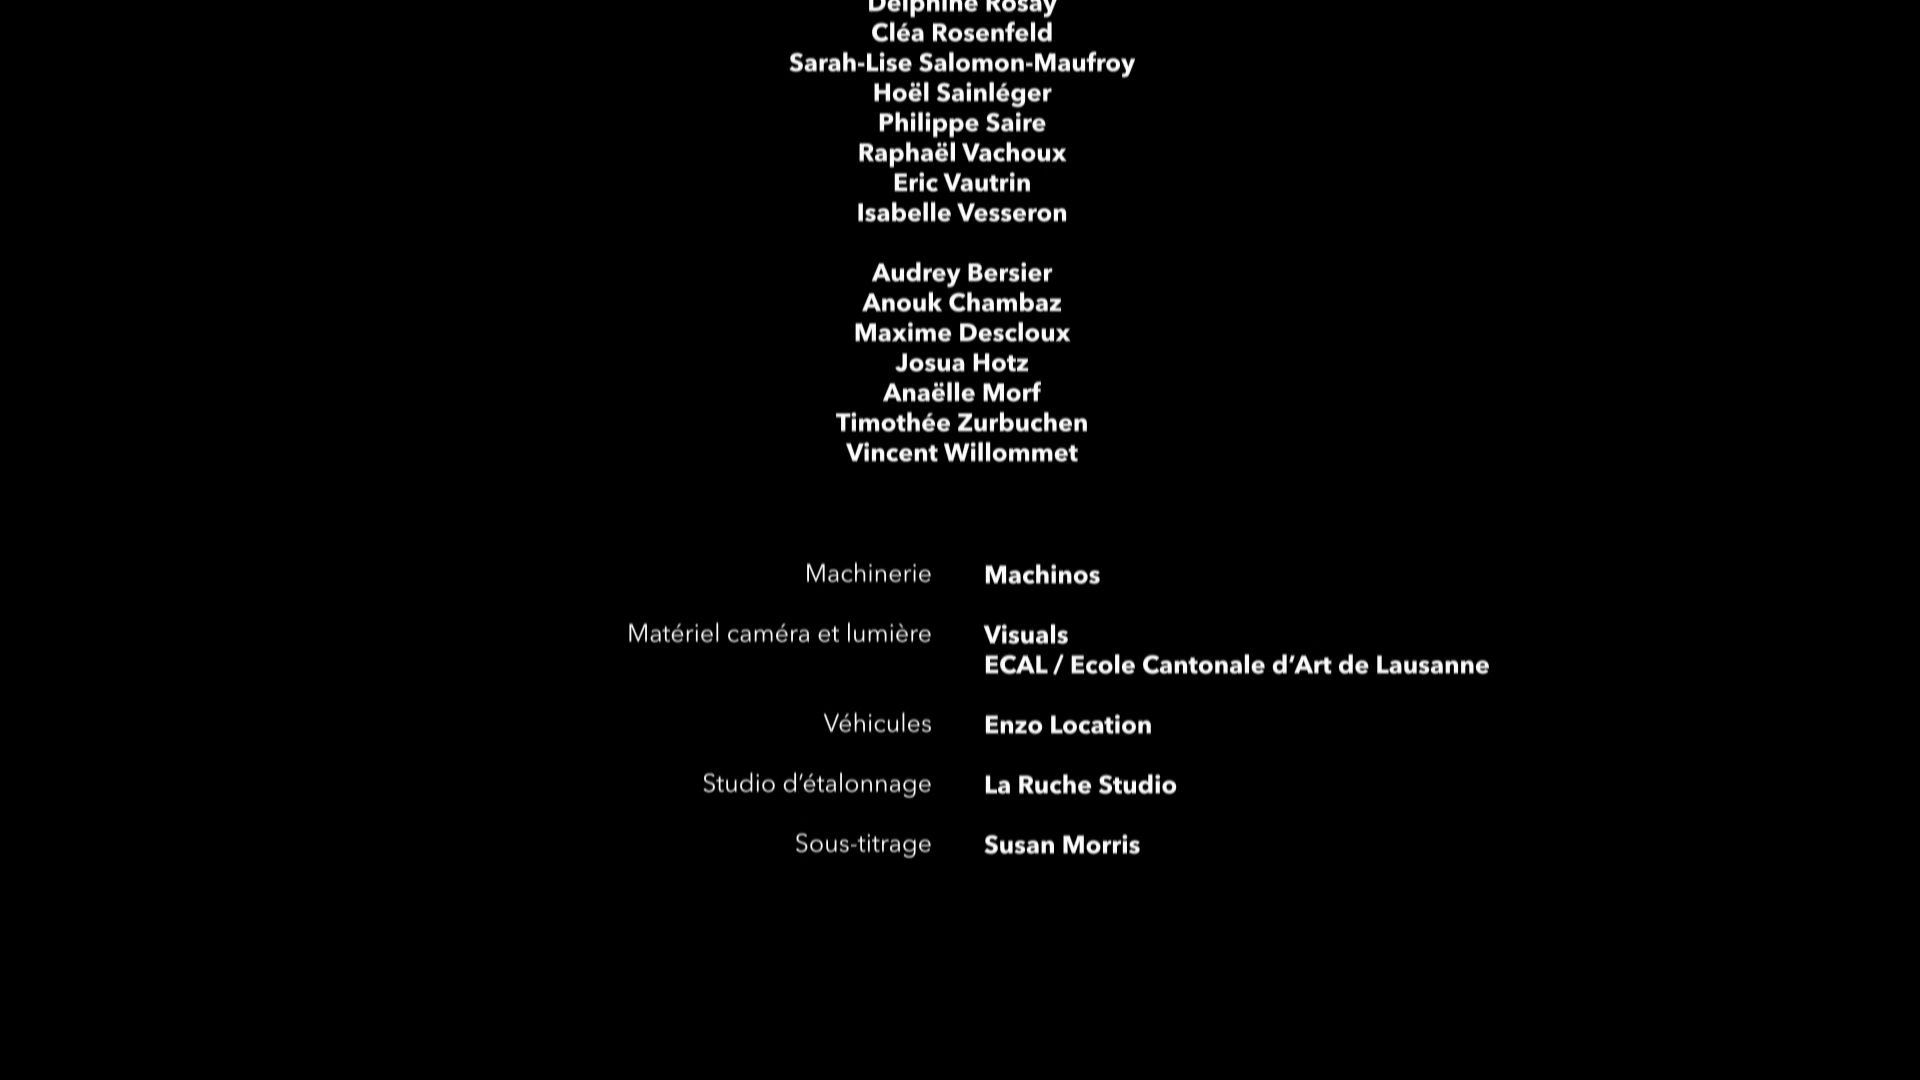 Delphine Rosay
Cléa Rosenfeld
Sarah-Lise Salomon-Maufroy
Hoël Sainléger
Philippe Saire
Raphaël Vachoux
Eric Vautrin
Isabelle Vesseron
Audrey Bersier
Anouk Chambaz
Maxime Descloux
Josua Hotz
Anaëlle Morf
Timothée Zurbuchen
Vincent Willommet
Machinerie Machinos
Matériel caméra et lumière Visuals
ECAL / Ecole Cantonale d’Art de Lausanne
Véhicules Enzo Location
Studio d’étalonnage La Ruche Studio
Sous-titrage Susan Morris